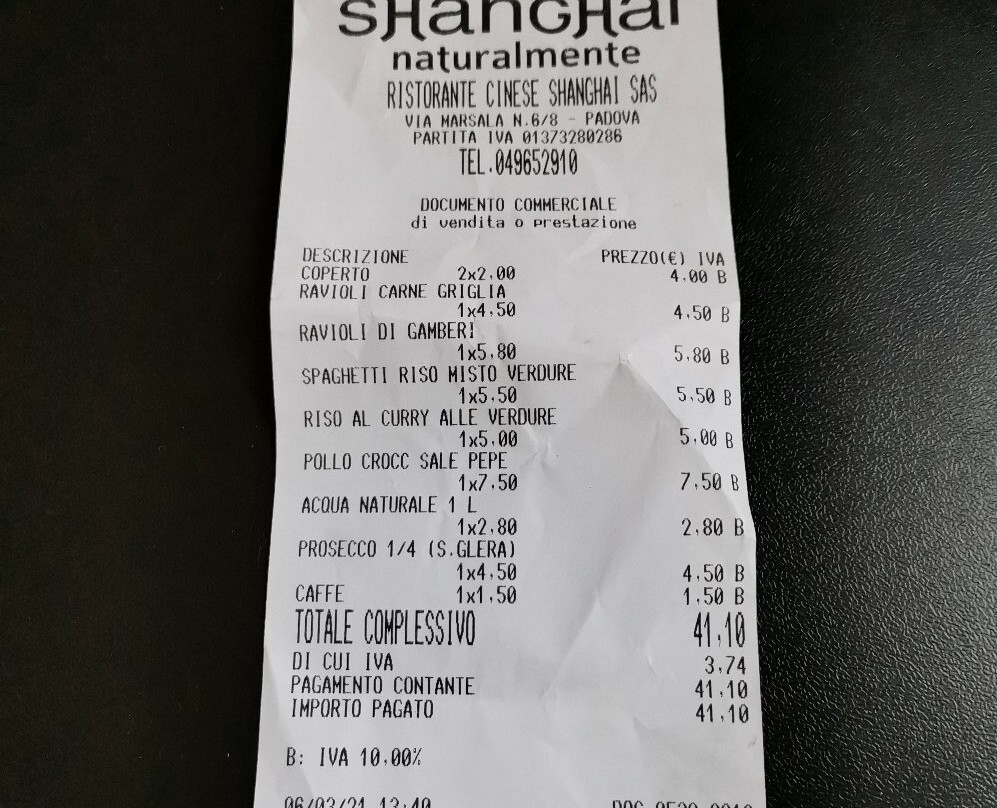 SHanGHai
naturalmente
RISTORANTE CINESE SHANGHAI SAS
VIA MARSALA N.6/8 - PADOVA
PARTITA IVA 01373280286
TEL.049652910
DOCUMENTO COMMERCIALE
di vendita o prestazione
DESCRIZIONE PREZZO(€) IVA
COPERTO 2x2,00 4,00 B
RAVIOLI CARNE GRIGLIA
1x4,50 4,50 B
RAVIOLI DI GAMBERI
1x5,80 5,80 B
SPAGHETTI RISO MISTO VERDURE
1x5,50 5,50 B
RISO AL CURRY ALLE VERDURE
1x5,00 5,00 B
POLLO CROCC SALE PEPE
1x7,50 7,50 B
ACQUA NATURALE 1 L
1x2,80 2,80 B
PROSECCO 1/4 (S.GLERA)
1x4,50 4,50 B
CAFFE 1x1,50 1,50 B
TOTALE COMPLESSIVO 41,10
DI CUI IVA 3,74
PAGAMENTO CONTANTE 41,10
IMPORTO PAGATO 41,10
B: IVA 10,00%